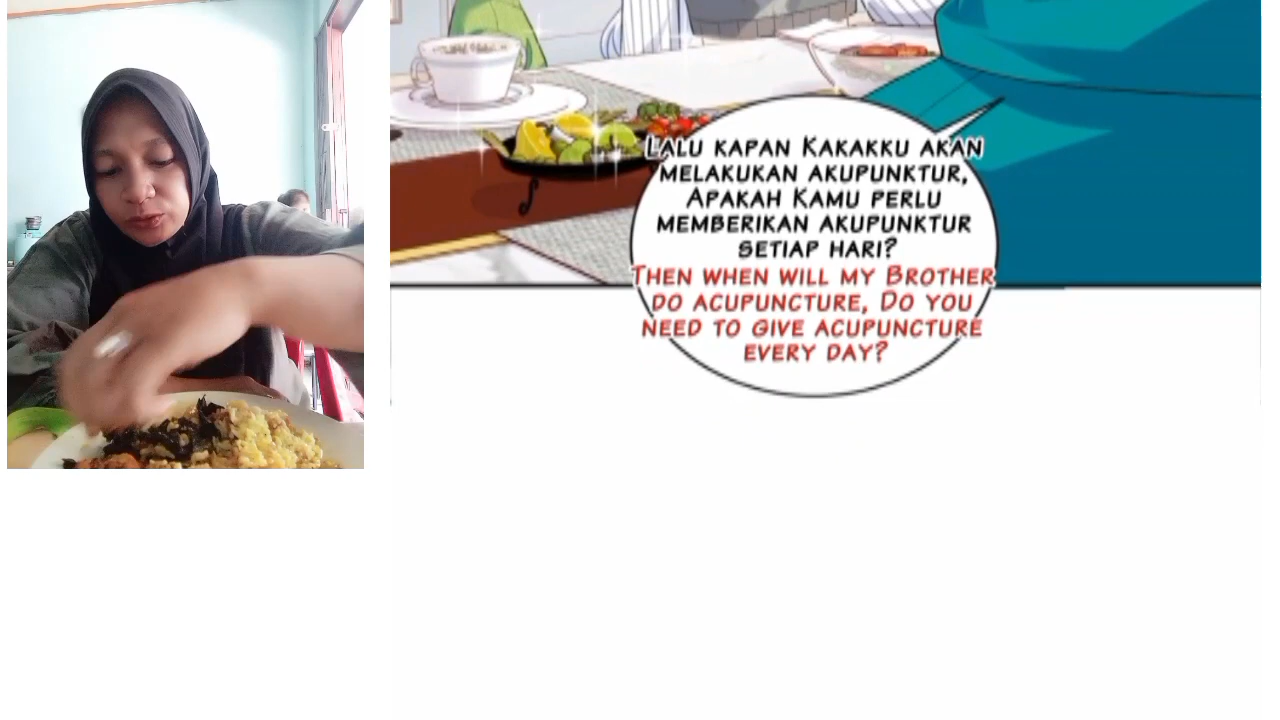 Lalu kapan Kakakku akan
melakukan akupunktur,
Apakah Kamu perlu
memberikan akupunktur
setiap hari?
Then when will my Brother
do acupuncture, Do you
need to give acupuncture
every day?